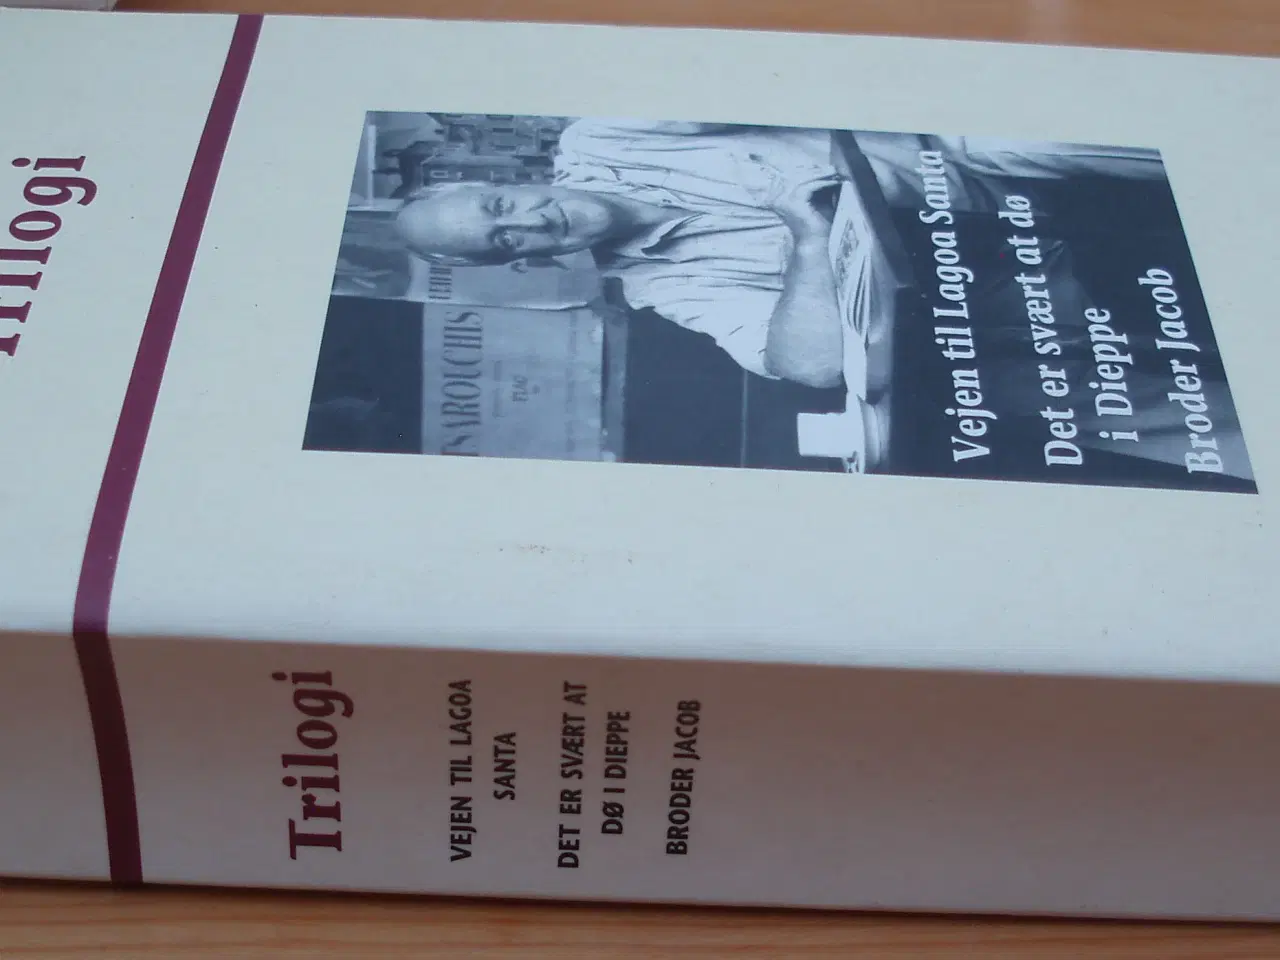 Trilogi
TSAROUCHIS
Vejen til Lagoa Santa
Det er svært at dø
i Dieppe
Broder Jacob
Trilogi
VEJEN TIL LAGOA
SANTA
DET ER SVÆRT AT
DØ I DIEPPE
BRODER JACOB